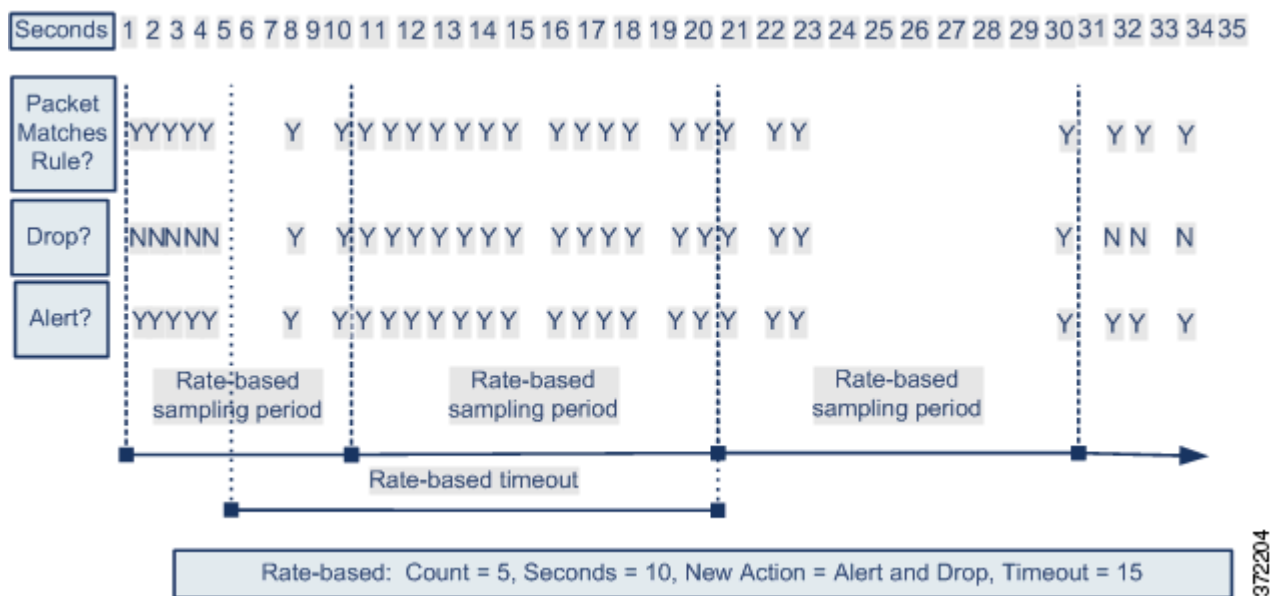 Seconds 1 2 3 4 5 6 7 8 9 10 11 12 13 14 15 16 17 18 19 20 21 22 23 24 25 26 27 28 29 30 31 32 33 34 35
Packet
Matches
Rule?
YYYYY Y Y Y Y Y Y Y Y Y Y Y Y Y Y Y Y Y Y Y Y Y Y
Drop?
NNNNN Y Y Y Y Y Y Y Y Y Y Y Y Y Y Y Y Y Y Y N N N
Alert?
YYYYY Y Y Y Y Y Y Y Y Y Y Y Y Y Y Y Y Y Y Y Y Y Y
Rate-based
sampling period
Rate-based
sampling period
Rate-based
sampling period
Rate-based timeout
Rate-based: Count = 5, Seconds = 10, New Action = Alert and Drop, Timeout = 15
372204